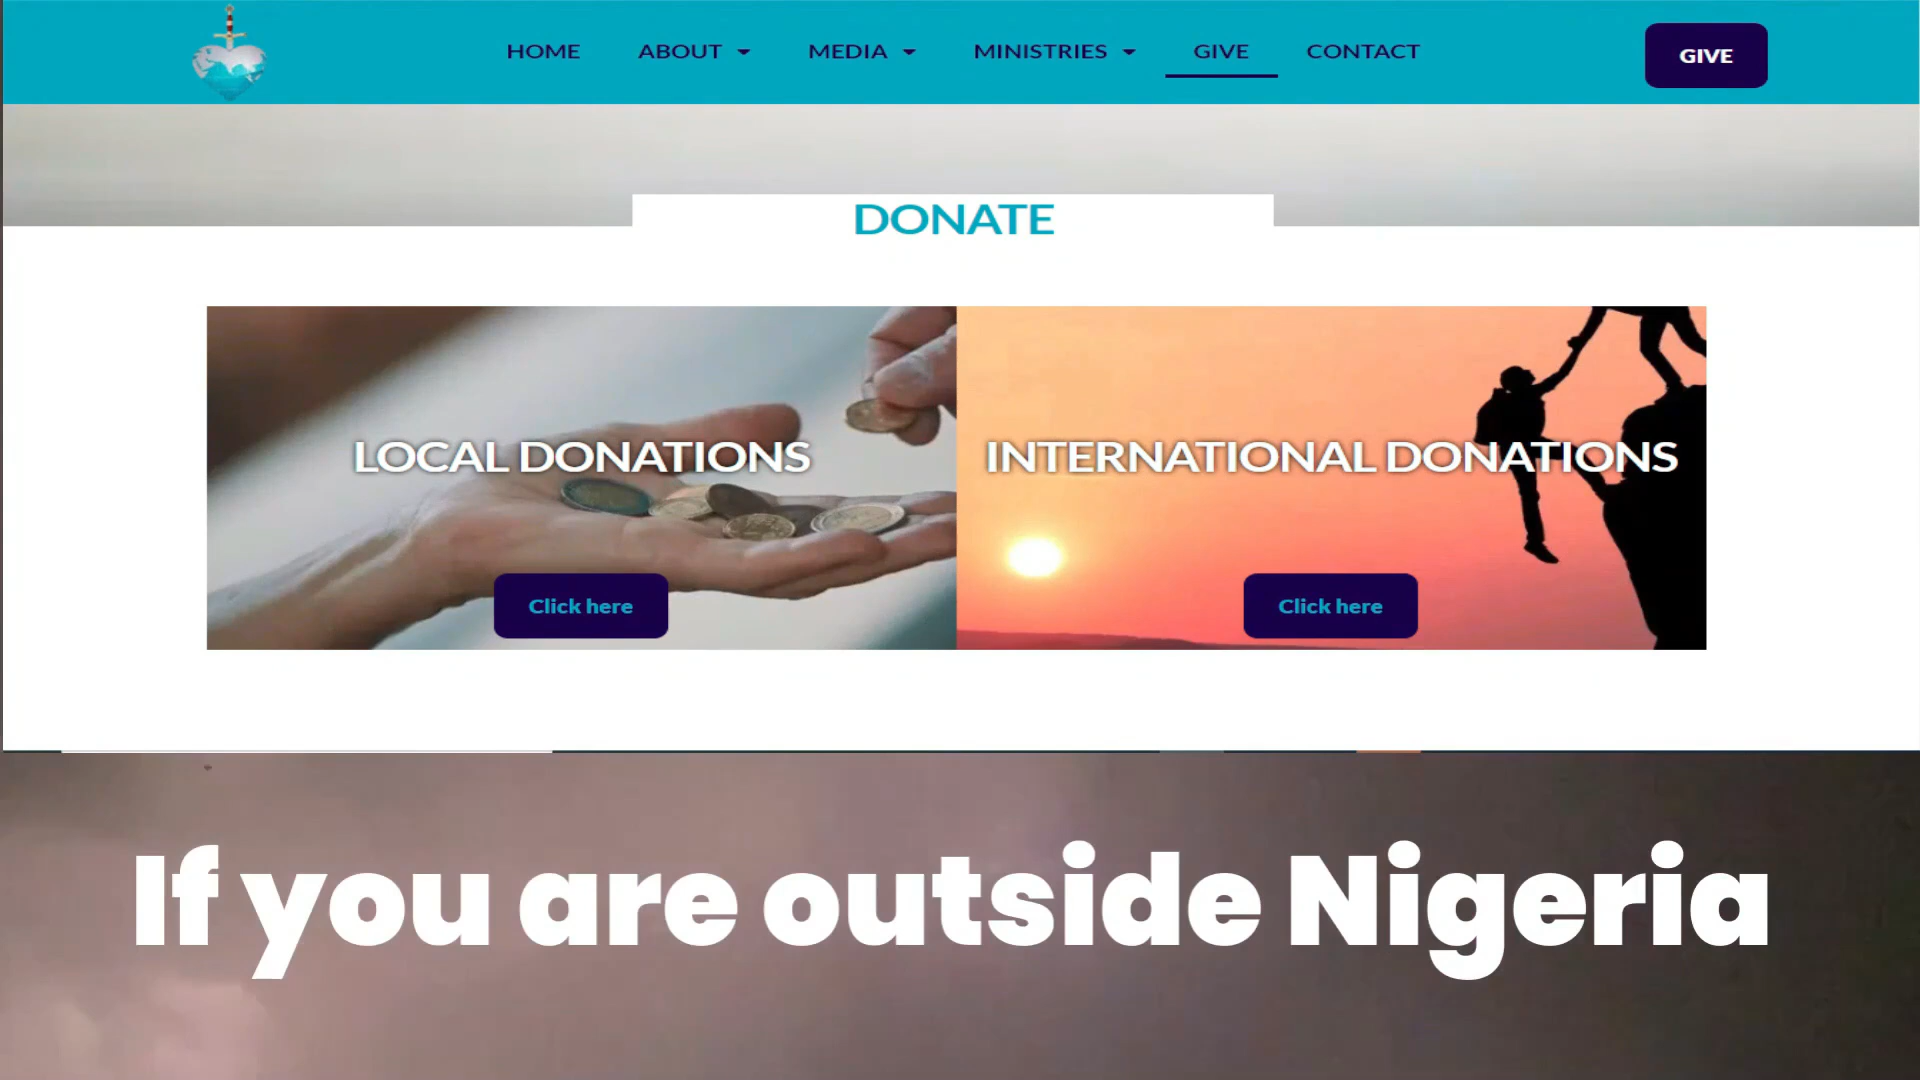 HOME ABOUT MEDIA MINISTRIES GIVE CONTACT GIVE
DONATE
LOCAL DONATIONS INTERNATIONAL DONATIONS
Click here Click here
If you are outside Nigeria